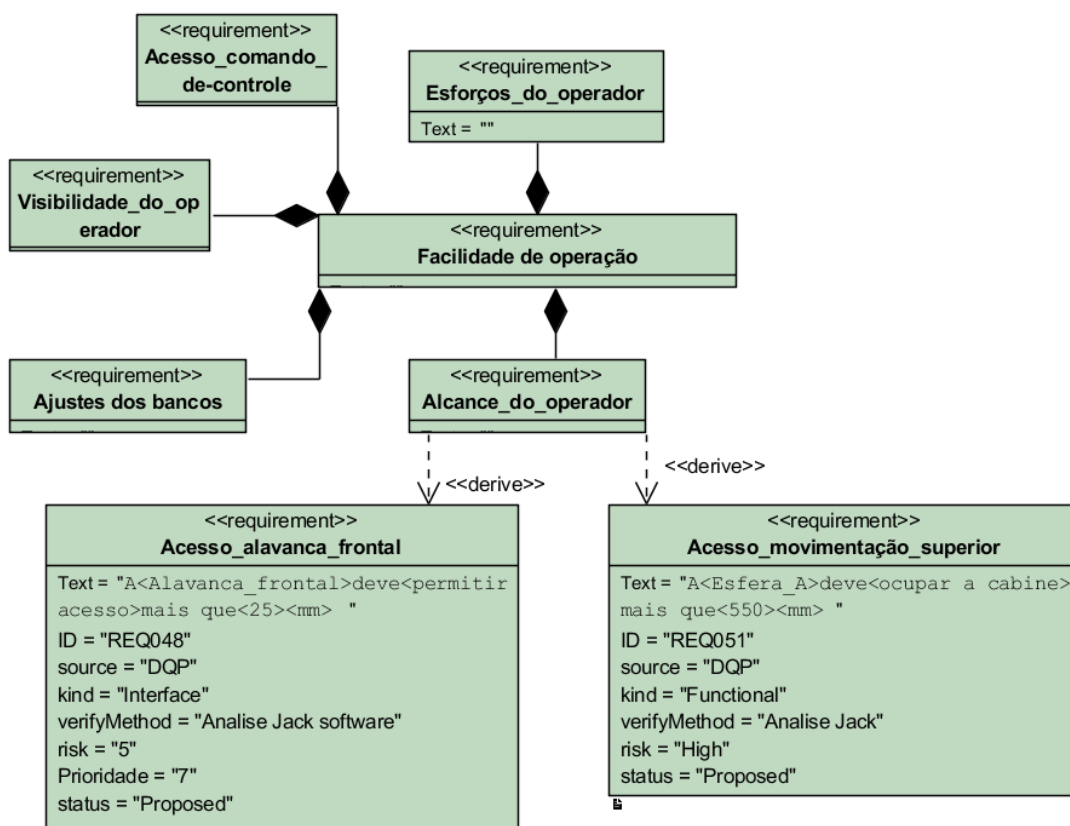 <<requirement>>
Acesso_comando_
de-controle
<<requirement>>
Esforços_do_operador
Text = ""
<<requirement>>
Visibilidade_do_op
erador
<<requirement>>
Facilidade de operação
<<requirement>>
Ajustes dos bancos
<<requirement>>
Alcance_do_operador
<<derive>>
<<derive>>
<<requirement>>
Acesso_alavanca_frontal
Text = "A<Alavanca_frontal>deve<permitir
acesso>mais que<25><mm> "
ID = "REQ048"
source = "DQP"
kind = "Interface"
verifyMethod = "Analise Jack software"
risk = "5"
Prioridade = "7"
status = "Proposed"
<<requirement>>
Acesso_movimentação_superior
Text = "A<Esfera_A>deve<ocupar a cabine>
mais que<550><mm> "
ID = "REQ051"
source = "DQP"
kind = "Functional"
verifyMethod = "Analise Jack"
risk = "High"
status = "Proposed"